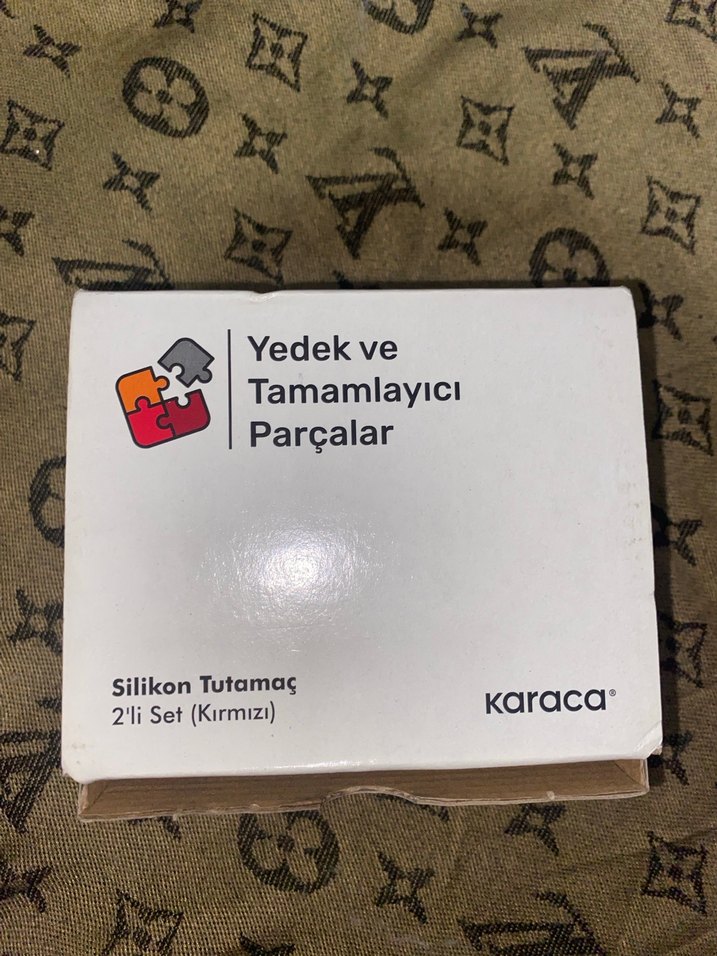 Yedek ve
Tamamlayıcı
Parçalar
Silikon Tutamaç
2'li Set (Kırmızı)
karaca®